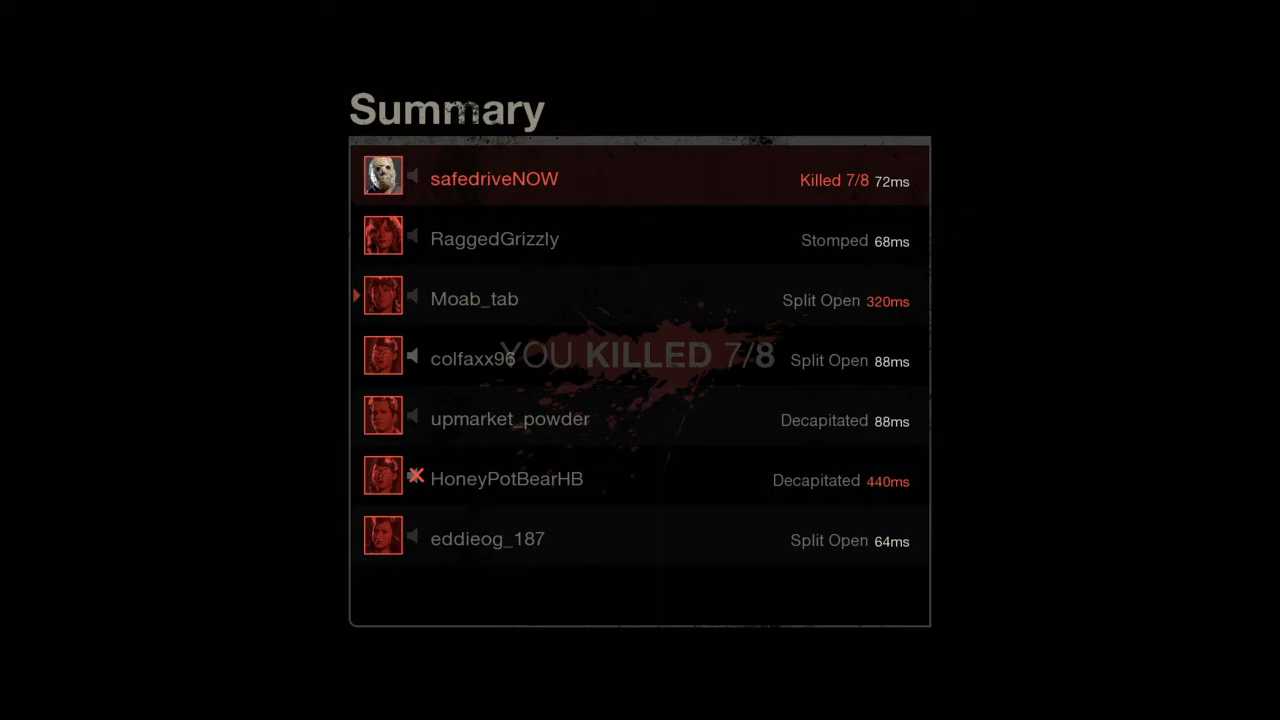 Summary
safedriveNOW Killed 7/8 72ms
RaggedGrizzly Stomped 68ms
Moab_tab Split Open 320ms
YOU KILLED 7/8
colfaxx96 Split Open 88ms
upmarket_powder Decapitated 88ms
HoneyPotBearHB Decapitated 440ms
eddieog_187 Split Open 64ms